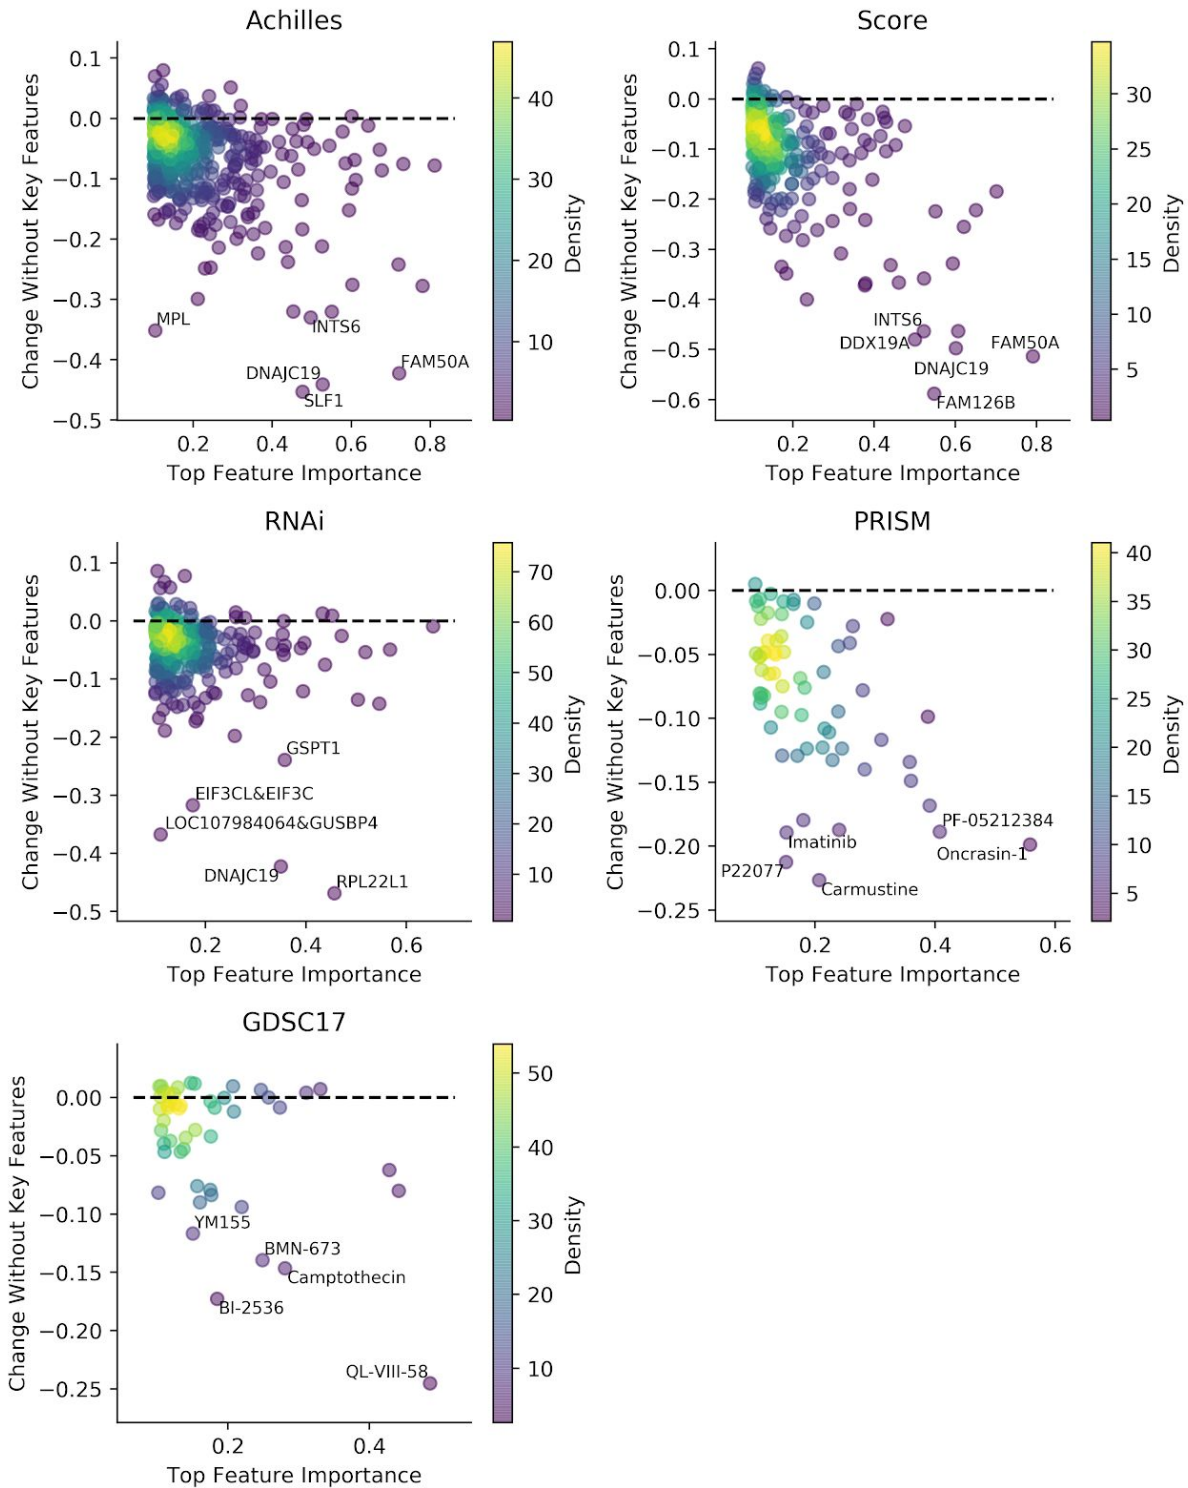 Achilles
Change Without Key Features
0.1
0.0
−0.1
−0.2
−0.3
−0.4
−0.5
MPL
INTS6
DNAJC19
FAM50A
SLF1
0.2
0.4
0.6
0.8
Top Feature Importance
40
30
20
10
Density
Score
Change Without Key Features
0.1
0.0
−0.1
−0.2
−0.3
−0.4
−0.5
−0.6
INTS6
DDX19A
FAM50A
DNAJC19
FAM126B
0.2
0.4
0.6
0.8
Top Feature Importance
30
25
20
15
10
5
Density
RNAi
Change Without Key Features
0.1
0.0
−0.1
−0.2
−0.3
−0.4
−0.5
GSPT1
EIF3CL&EIF3C
LOC107984064&GUSBP4
DNAJC19
RPL22L1
0.2
0.4
0.6
Top Feature Importance
70
60
50
40
30
20
10
Density
PRISM
Change Without Key Features
0.00
−0.05
−0.10
−0.15
−0.20
−0.25
PF-05212384
Imatinib
Oncrasin-1
P22077
Carmustine
0.2
0.4
0.6
Top Feature Importance
40
35
30
25
20
15
10
5
Density
GDSC17
Change Without Key Features
0.00
−0.05
−0.10
−0.15
−0.20
−0.25
YM155
BMN-673
Camptothecin
BI-2536
QL-VIII-58
0.2
0.4
Top Feature Importance
50
40
30
20
10
Density